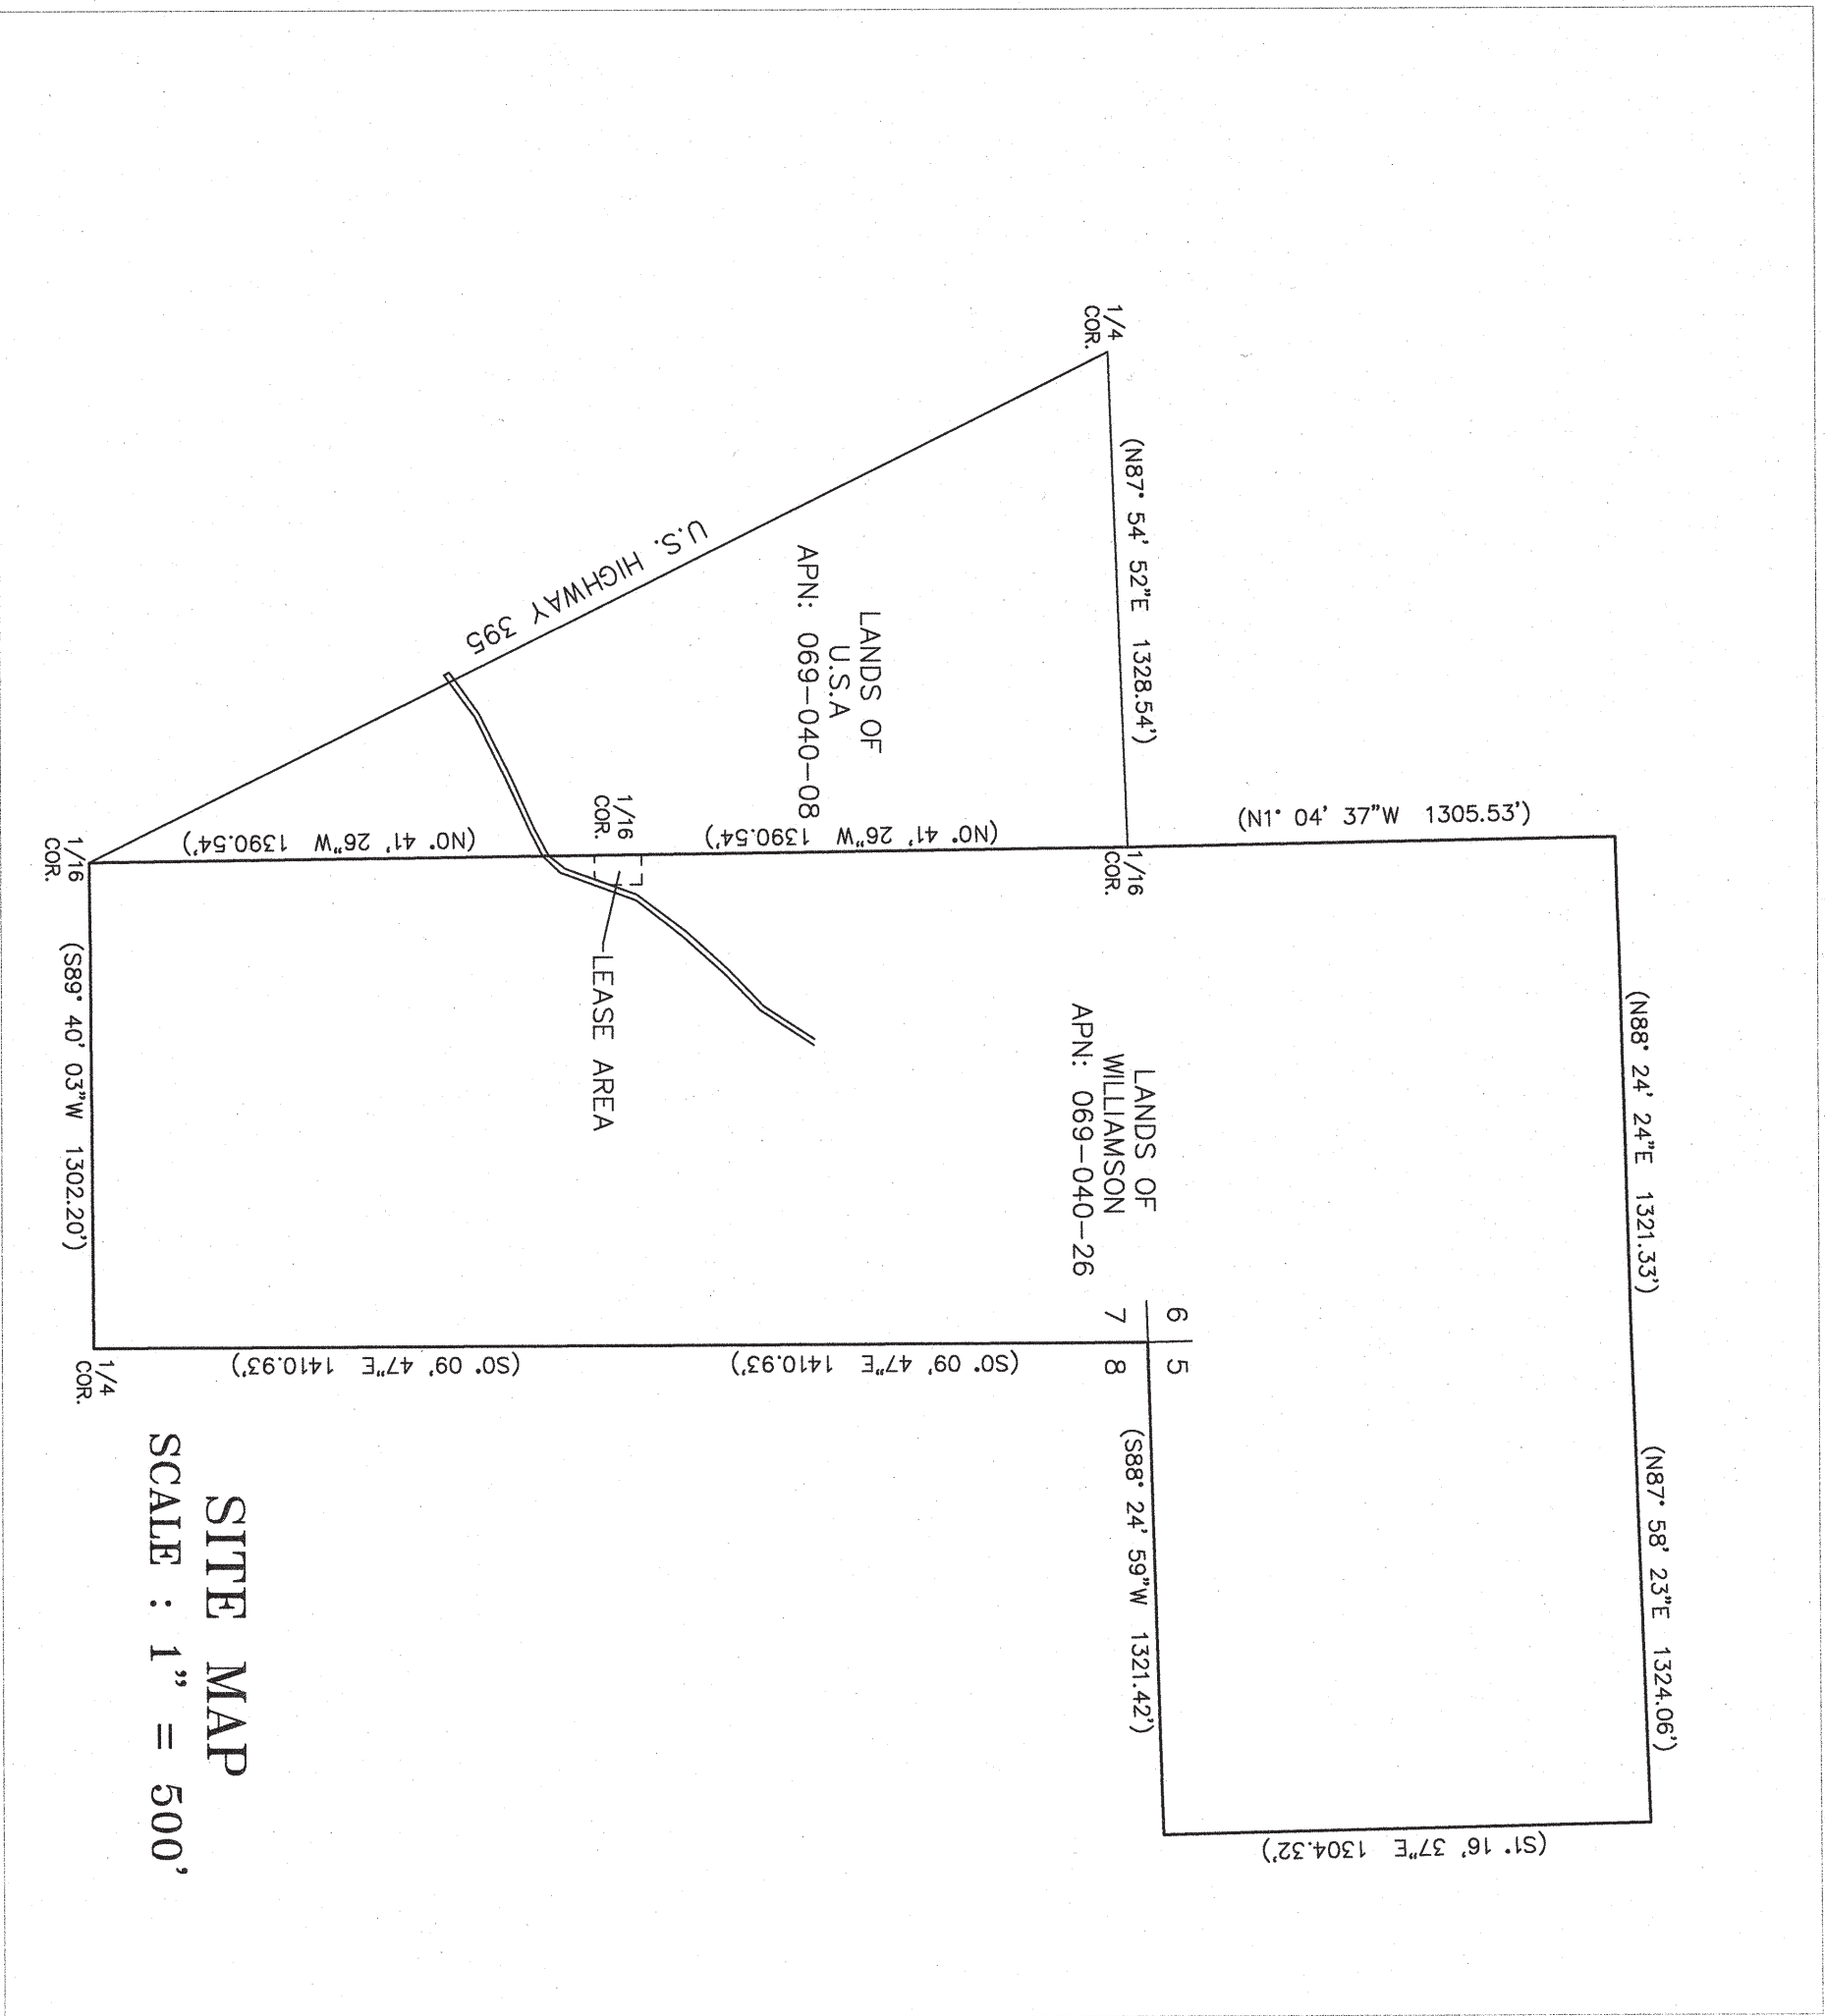 (N88° 24' 24"E 1321.33')
(N87° 58' 23"E 1324.06')
(N1° 04' 37"W 1305.53')
(S1° 16' 37"E 1304.32')
1/4
COR.
(N87° 54' 52"E 1328.54')
1/16
COR.
6
5
7
8
(S88° 24' 59"W 1321.42')
LANDS OF
WILLIAMSON
APN: 069-040-26
LANDS OF
U.S.A
APN: 069-040-08
(N0° 41' 26"W 1390.54')
(S0° 09' 47"E 1410.93')
U.S. HIGHWAY 395
1/16
COR.
LEASE AREA
(N0° 41' 26"W 1390.54')
(S0° 09' 47"E 1410.93')
1/16
COR.
(S89° 40' 03"W 1302.20')
1/4
COR.
SITE MAP
SCALE : 1" = 500'